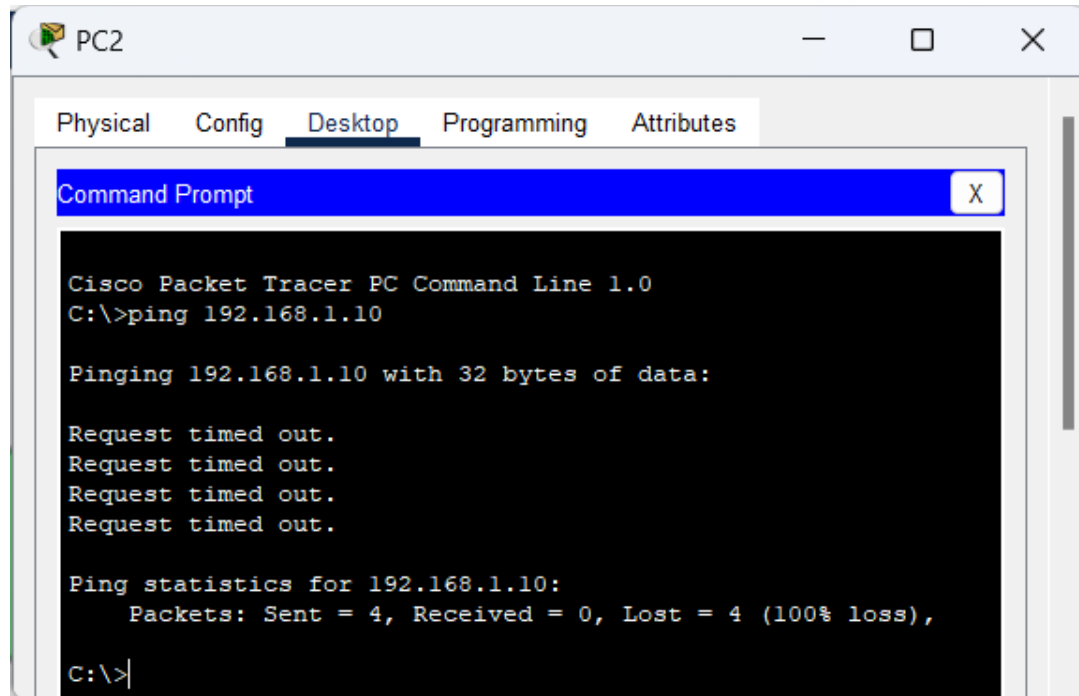 PC2
Physical Config Desktop Programming Attributes
Command Prompt
X
Cisco Packet Tracer PC Command Line 1.0
C:\>ping 192.168.1.10
Pinging 192.168.1.10 with 32 bytes of data:
Request timed out.
Request timed out.
Request timed out.
Request timed out.
Ping statistics for 192.168.1.10:
Packets: Sent = 4, Received = 0, Lost = 4 (100% loss),
C:\>